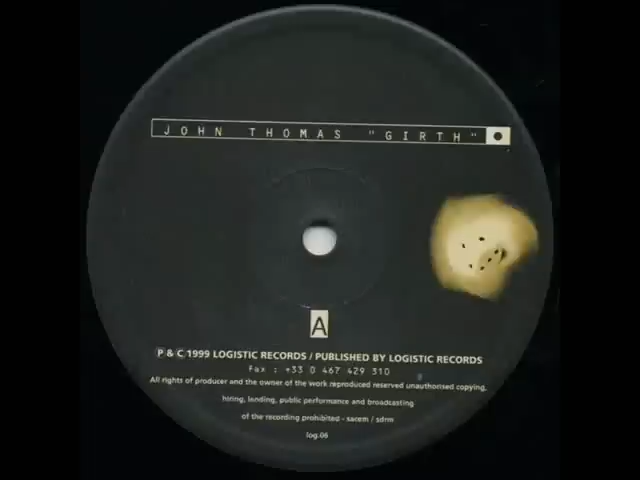 JOHN THOMAS "GIRTH"
A
Ⓟ & Ⓒ 1999 LOGISTIC RECORDS / PUBLISHED BY LOGISTIC RECORDS
Fax : +33 0 467 429 310
All rights of producer and the owner of the work reproduced reserved unauthorised copying,
hiring, lending, public performance and broadcasting
of the recording prohibited - sacem / sdrm
log.06